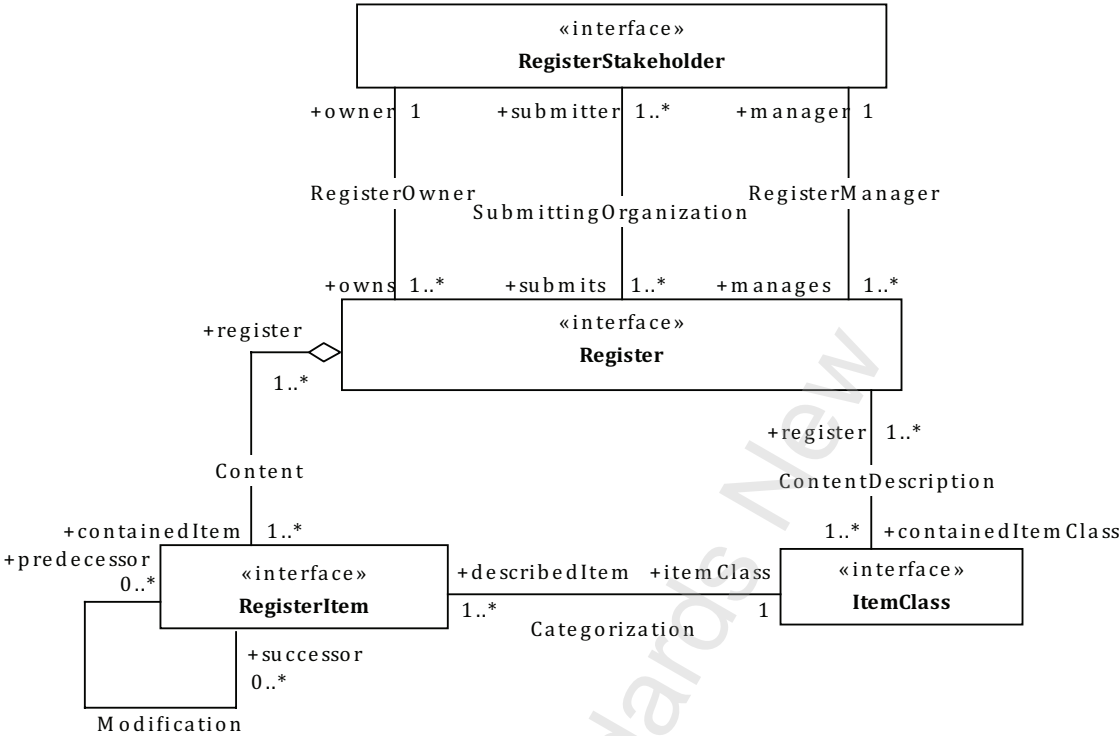 «interface»
RegisterStakeholder
+owner 1 +submitter 1..* +manager 1
RegisterOwner RegisterManager
SubmittingOrganization
+owns 1..* +submits 1..* +manages 1..*
«interface»
+register
Register
1..*
+register 1..*
Content
ContentDescription
+containedItem 1..* 1..* +containedItemClass
+predecessor
0..*
«interface» +describedItem +itemClass «interface»
RegisterItem 1..* 1 ItemClass
Categorization
+successor
0..*
Modification
dards New